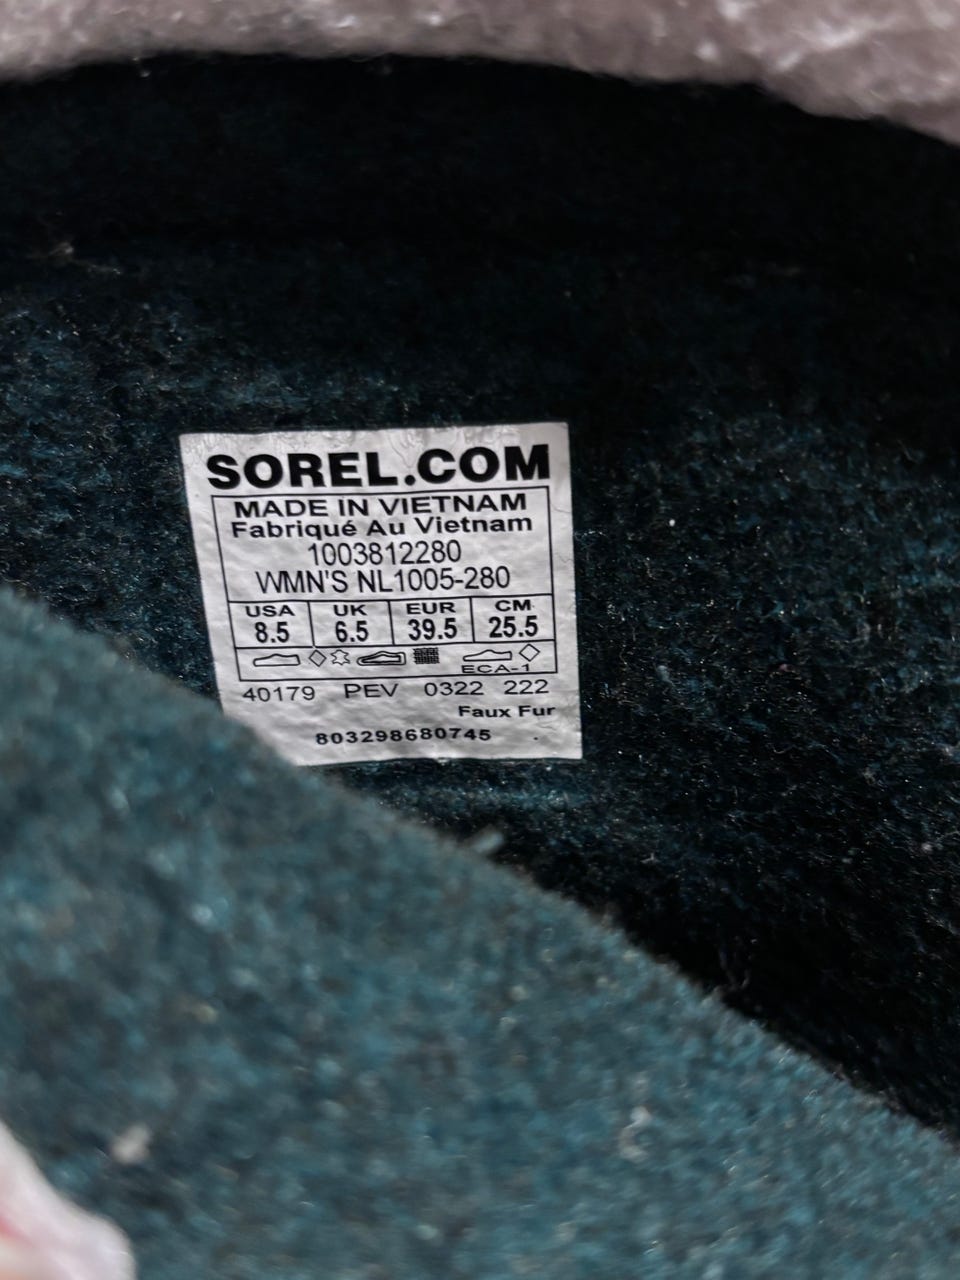 SOREL.COM
MADE IN VIETNAM
Fabriqué Au Vietnam
1003812280
WMN'S NL1005-280
USA UK EUR CM
8.5 6.5 39.5 25.5
ECA-1
40179 PEV 0322 222
Faux Fur
803298680745